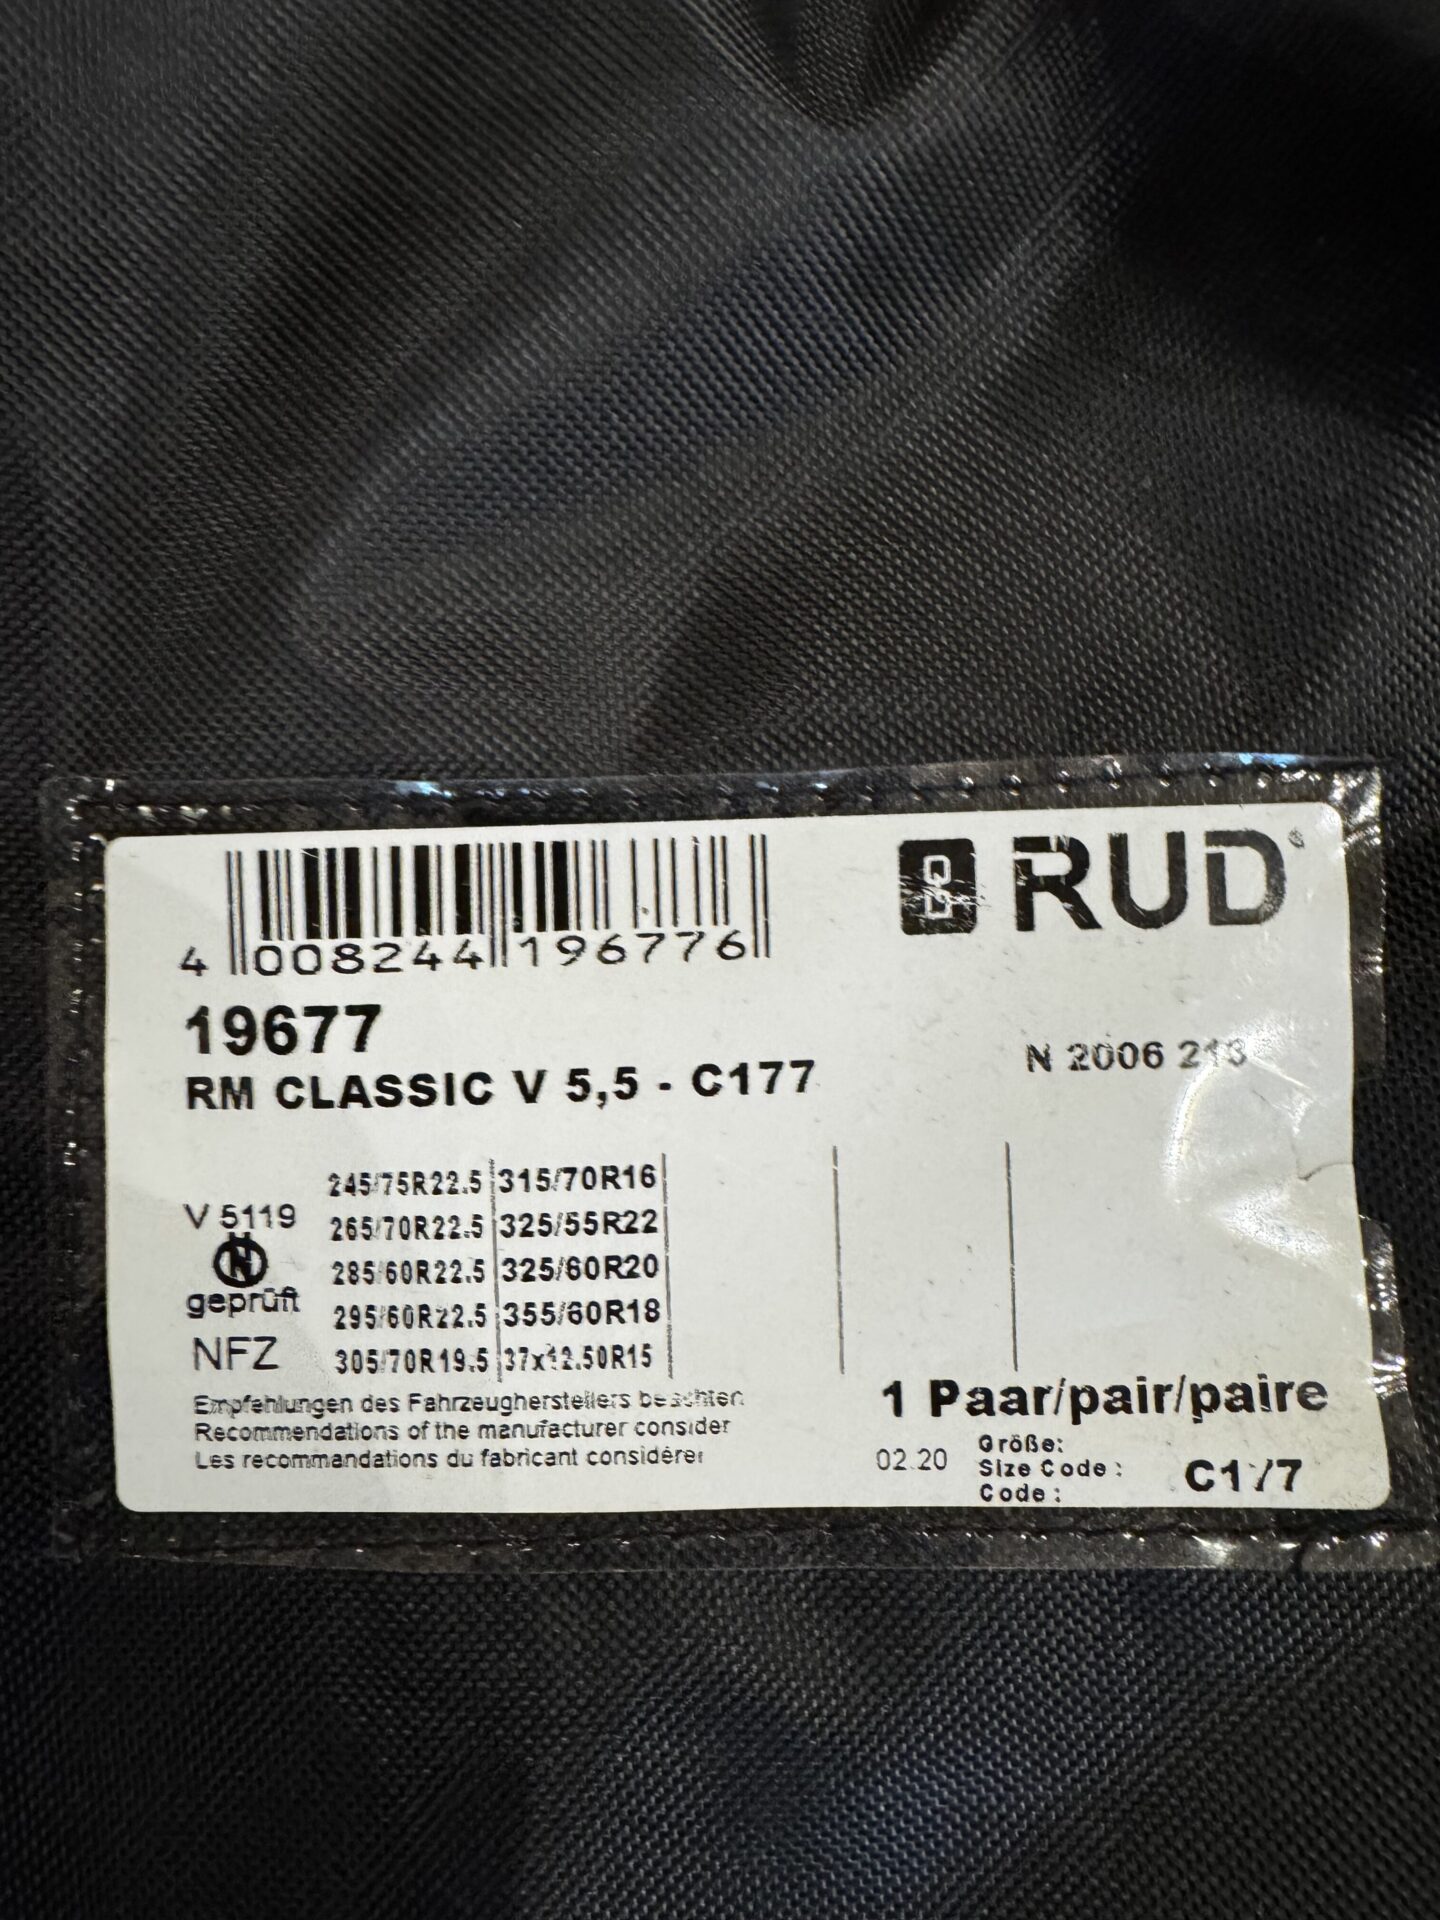 RUD
4 008244 196776
19677
N 2006 213
RM CLASSIC V 5,5 - C177
245/75R22.5 315/70R16
V 5119
265/70R22.5 325/55R22
N
285/60R22.5 325/60R20
geprüft
295/60R22.5 355/60R18
NFZ
305/70R19.5 37x12.50R15
Empfehlungen des Fahrzeugherstellers beachten
1 Paar/pair/paire
Recommendations of the manufacturer consider
Les recommandations du fabricant considérer
02.20
Größe:
Size Code :
Code :
C177